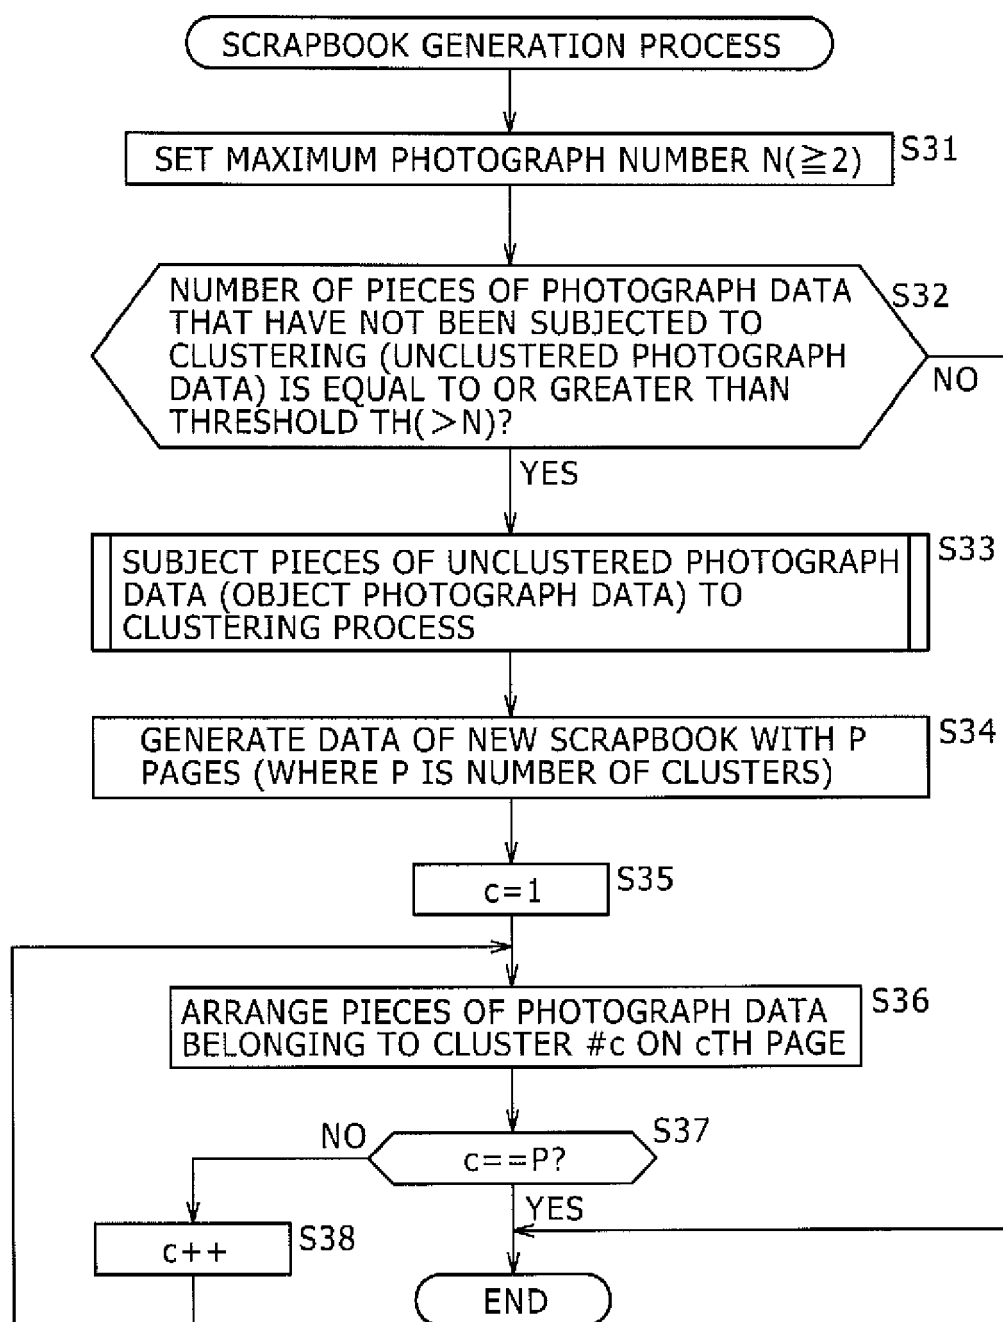 SCRAPBOOK GENERATION PROCESS
SET MAXIMUM PHOTOGRAPH NUMBER N(≧2)
S31
NUMBER OF PIECES OF PHOTOGRAPH DATA
THAT HAVE NOT BEEN SUBJECTED TO
CLUSTERING (UNCLUSTERED PHOTOGRAPH
DATA) IS EQUAL TO OR GREATER THAN
THRESHOLD TH(>N)?
S32
NO
YES
SUBJECT PIECES OF UNCLUSTERED PHOTOGRAPH
DATA (OBJECT PHOTOGRAPH DATA) TO
CLUSTERING PROCESS
S33
GENERATE DATA OF NEW SCRAPBOOK WITH P
PAGES (WHERE P IS NUMBER OF CLUSTERS)
S34
c=1
S35
ARRANGE PIECES OF PHOTOGRAPH DATA
BELONGING TO CLUSTER #c ON cTH PAGE
S36
NO
c==P?
S37
YES
c++
S38
END